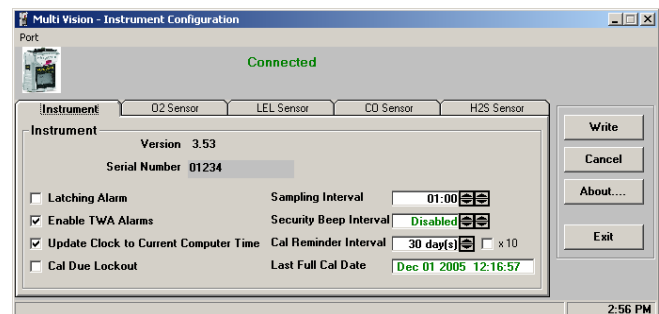 Multi Vision - Instrument Configuration
Port
Connected
Instrument O2 Sensor LEL Sensor CO Sensor H2S Sensor
Instrument
Version 3.53
Serial Number 01234
Latching Alarm Sampling Interval 01:00
Enable TWA Alarms Security Beep Interval Disabled
Update Clock to Current Computer Time Cal Reminder Interval 30 day(s) x 10
Cal Due Lockout Last Full Cal Date Dec 01 2005 12:16:57
Write
Cancel
About....
Exit
2:56 PM